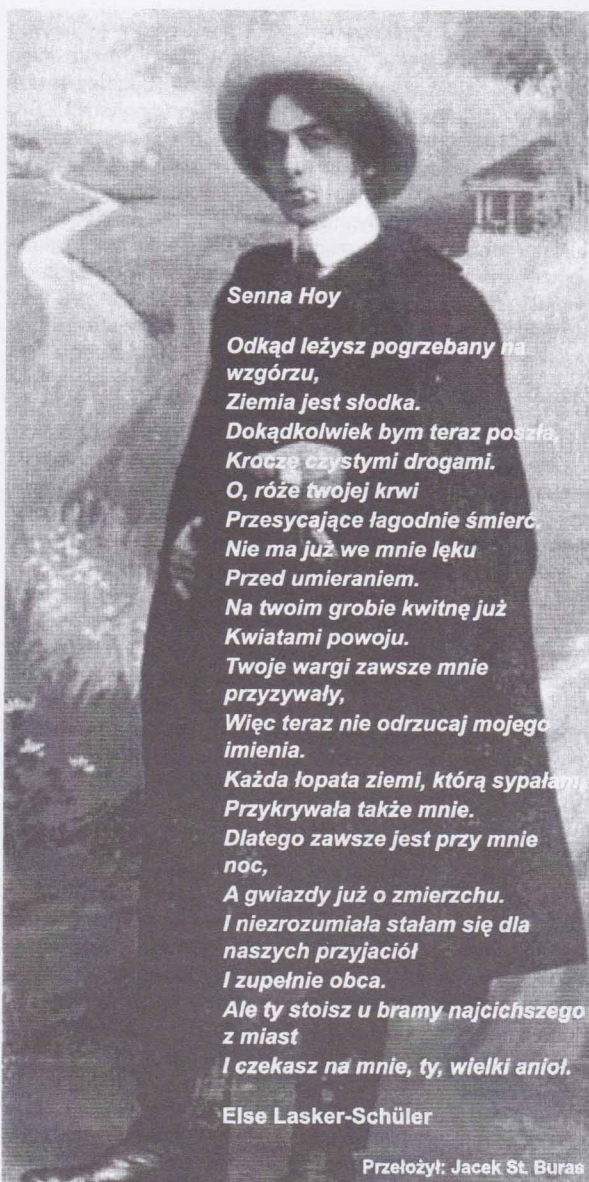 Senna Hoy
Odkąd leżysz pogrzebany na
wzgórzu,
Ziemia jest słodka.
Dokądkolwiek bym teraz poszła,
Kroczę czystymi drogami.
O, róże twojej krwi
Przesycające łagodnie śmierć.
Nie ma już we mnie lęku
Przed umieraniem.
Na twoim grobie kwitnę już
Kwiatami powoju.
Twoje wargi zawsze mnie
przyzywały,
Więc teraz nie odrzucaj mojego
imienia.
Każda łopata ziemi, którą sypałam,
Przykrywała także mnie.
Dlatego zawsze jest przy mnie
noc,
A gwiazdy już o zmierzchu.
I niezrozumiała stałam się dla
naszych przyjaciół
I zupełnie obca.
Ale ty stoisz u bramy najcichszego
z miast
I czekasz na mnie, ty, wielki anioł.
Else Lasker-Schüler
Przełożył: Jacek St. Buras